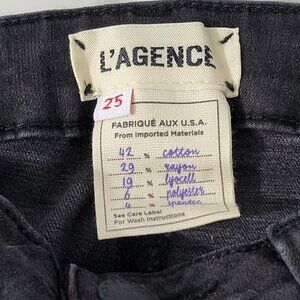 L'AGENCE
25
FABRIQUÉ AUX U.S.A.
From Imported Materials
42 % cotton
29 % rayon
19 % lyocell
6 % polyester
4 % spandex
See Care Label
For Wash Instructions